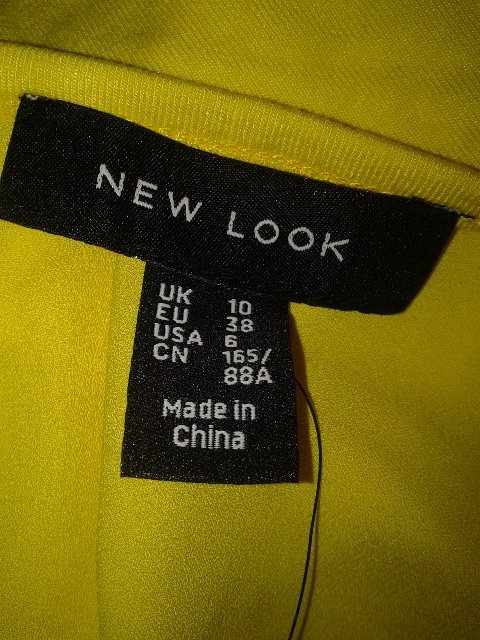 NEW LOOK
UK 10
EU 38
USA 6
CN 165/
88A
Made in
China